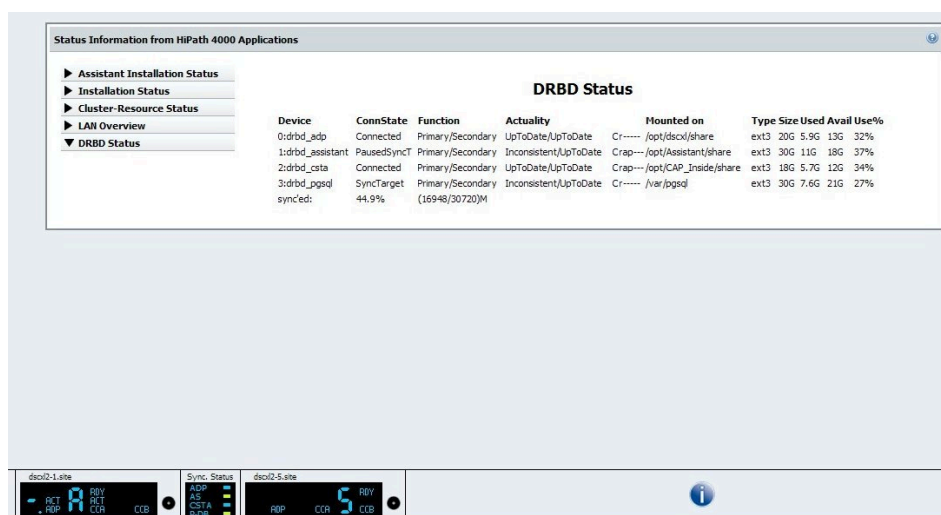 Status Information from HiPath 4000 Applications
Assistant Installation Status
Installation Status
Cluster-Resource Status
LAN Overview
DRBD Status
DRBD Status
Device ConnState Function Actuality Mounted on Type Size Used Avail Use%
0:drbd_adp Connected Primary/Secondary UpToDate/UpToDate Cr----- /opt/dscxl/share ext3 20G 5.9G 13G 32%
1:drbd_assistant PausedSyncT Primary/Secondary Inconsistent/UpToDate Crap--- /opt/Assistant/share ext3 30G 11G 18G 37%
2:drbd_csta Connected Primary/Secondary UpToDate/UpToDate Crap--- /opt/CAP_Inside/share ext3 18G 5.7G 12G 34%
3:drbd_pgsql SyncTarget Primary/Secondary Inconsistent/UpToDate Cr----- /var/pgsql ext3 30G 7.6G 21G 27%
sync'ed: 44.9% (16948/30720)M
dscxl2-1.site Sync. Status dscxl2-5.site
ACT A RDY ADP S RDY
ADP ACT AS ADP CCA CCB
CCA CCB CSTA
P-DB